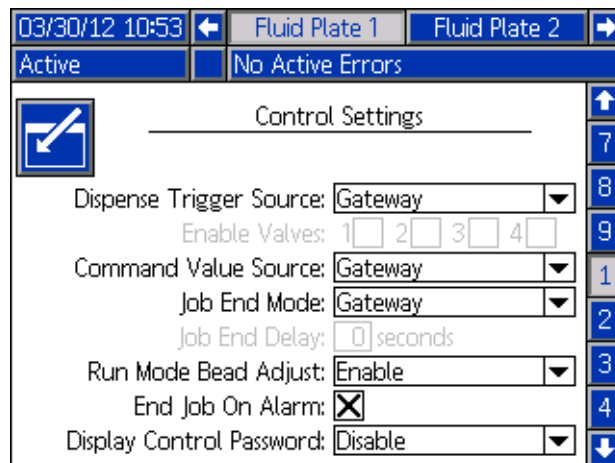 03/30/12 10:53 Fluid Plate 1 Fluid Plate 2
Active No Active Errors
Control Settings
7
8
Dispense Trigger Source: Gateway
Enable Valves: 1 2 3 4
9
Command Value Source: Gateway
1
Job End Mode: Gateway
2
Job End Delay: 0 seconds
Run Mode Bead Adjust: Enable
3
End Job On Alarm:
4
Display Control Password: Disable